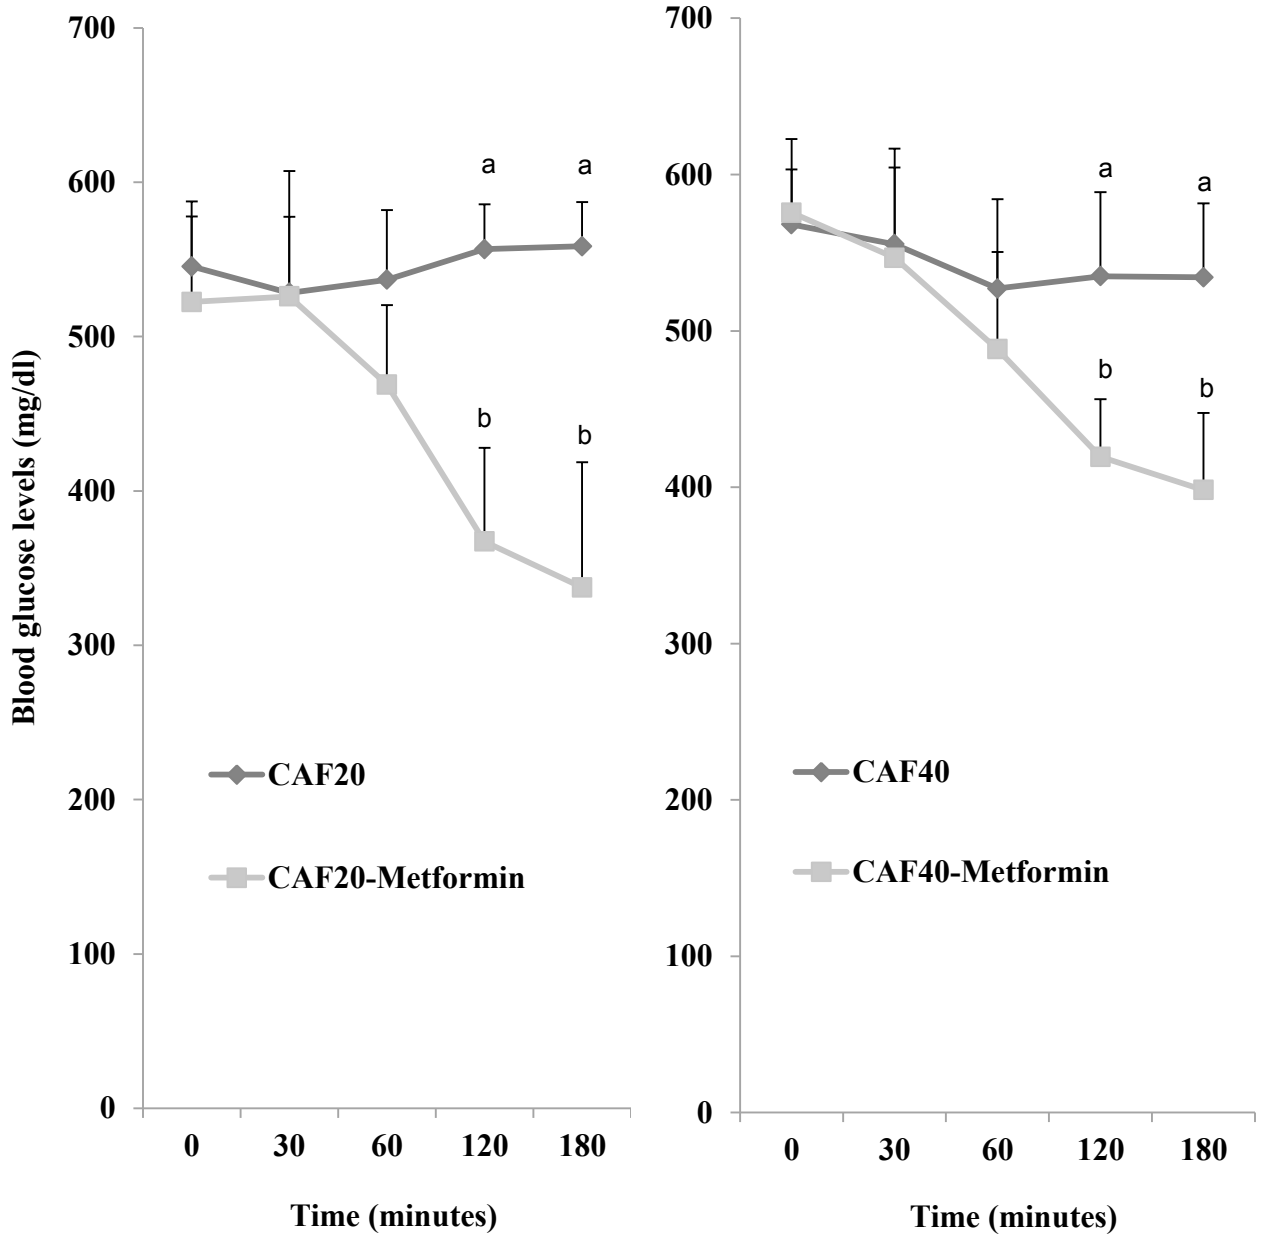 Blood glucose levels (mg/dl)
700
600
500
400
300
200
100
0
a a
b
b
CAF20
CAF20-Metformin
0 30 60 120 180
Time (minutes)
700
600
500
400
300
200
100
0
a
a
b
b
CAF40
CAF40-Metformin
0 30 60 120 180
Time (minutes)